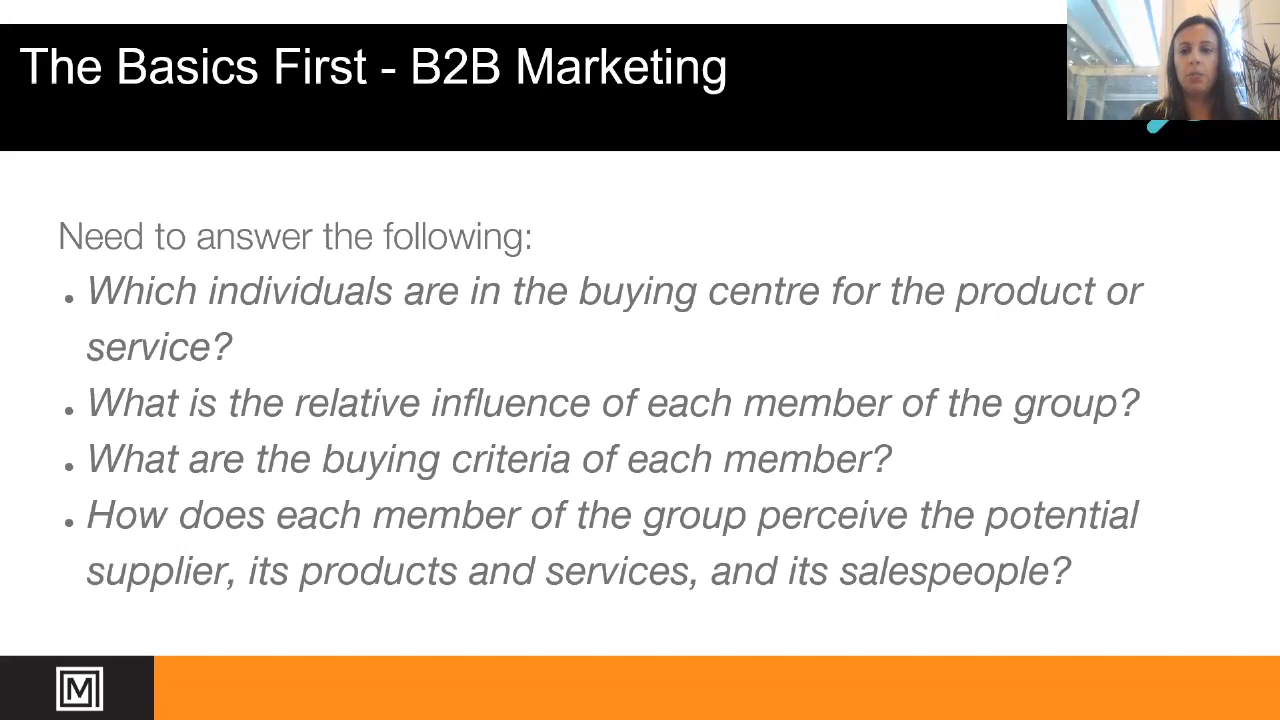 The Basics First - B2B Marketing
Need to answer the following:
• Which individuals are in the buying centre for the product or
service?
• What is the relative influence of each member of the group?
• What are the buying criteria of each member?
• How does each member of the group perceive the potential
supplier, its products and services, and its salespeople?
M